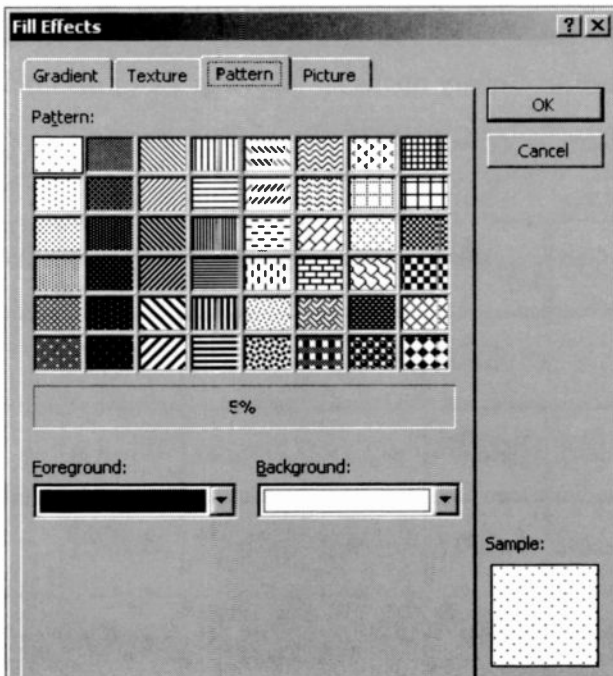 Fill Effects
Gradient Texture Pattern Picture
OK
Cancel
Pattern:
5%
Foreground: Background:
Sample: